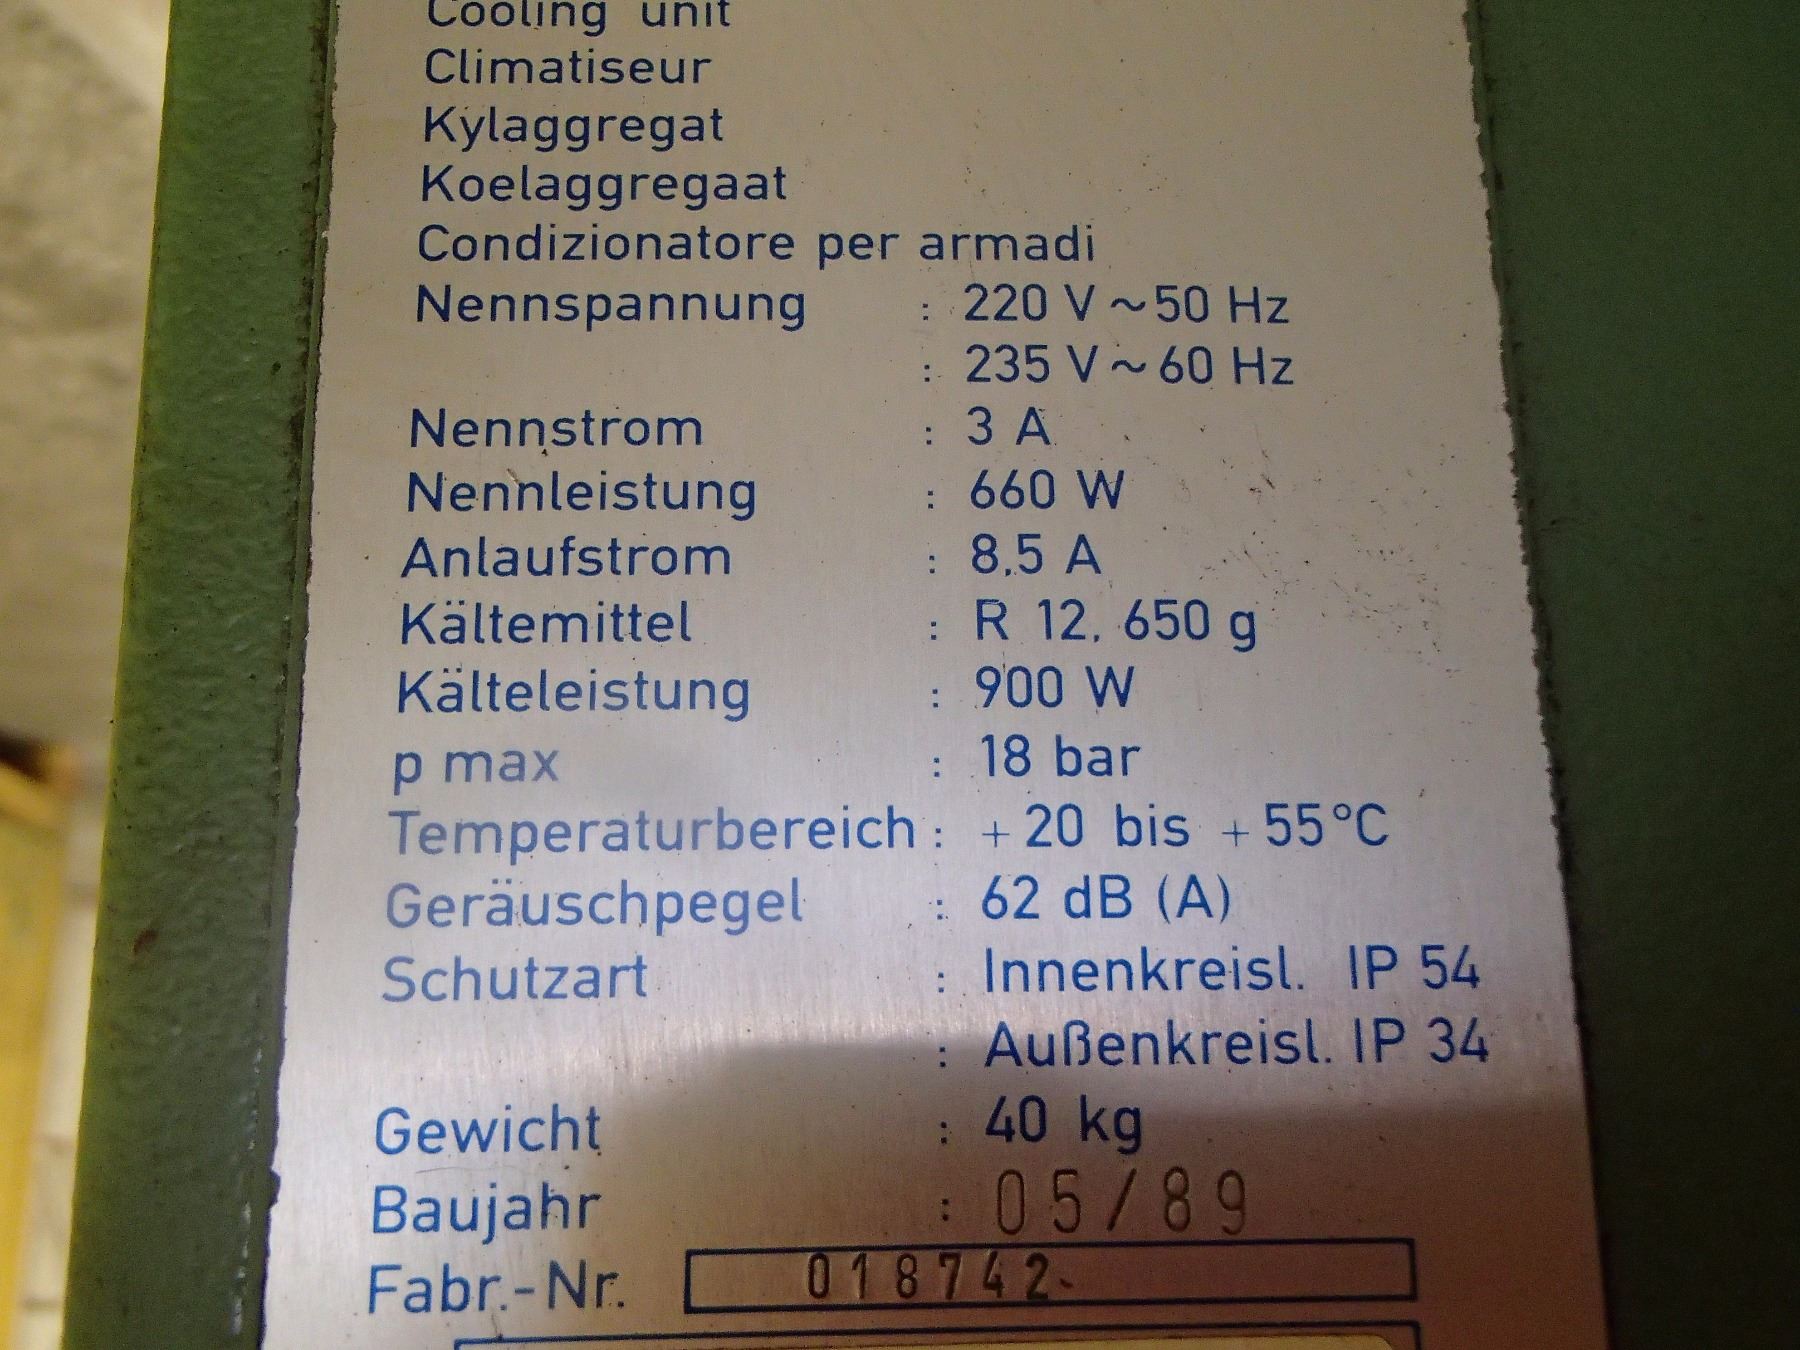 Cooling unit
Climatiseur
Kylaggregat
Koelaggregaat
Condizionatore per armadi
Nennspannung : 220 V ~ 50 Hz
: 235 V ~ 60 Hz
Nennstrom : 3 A
Nennleistung : 660 W
Anlaufstrom : 8,5 A
Kältemittel : R 12, 650 g
Kälteleistung : 900 W
p max : 18 bar
Temperaturbereich : + 20 bis + 55°C
Geräuschpegel : 62 dB (A)
Schutzart : Innenkreisl. IP 54
: Außenkreisl. IP 34
Gewicht : 40 kg
Baujahr : 05/89
Fabr.-Nr. 018742